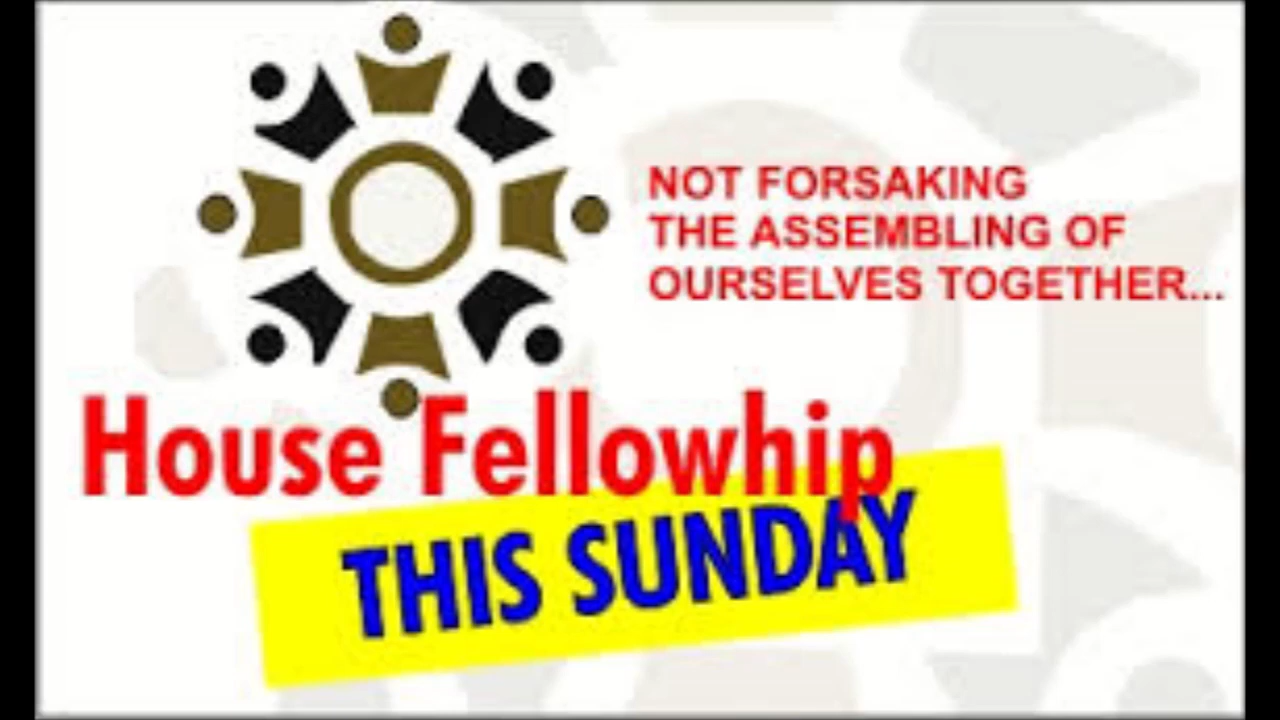 NOT FORSAKING
THE ASSEMBLING OF
OURSELVES TOGETHER...
House Fellowhip
THIS SUNDAY